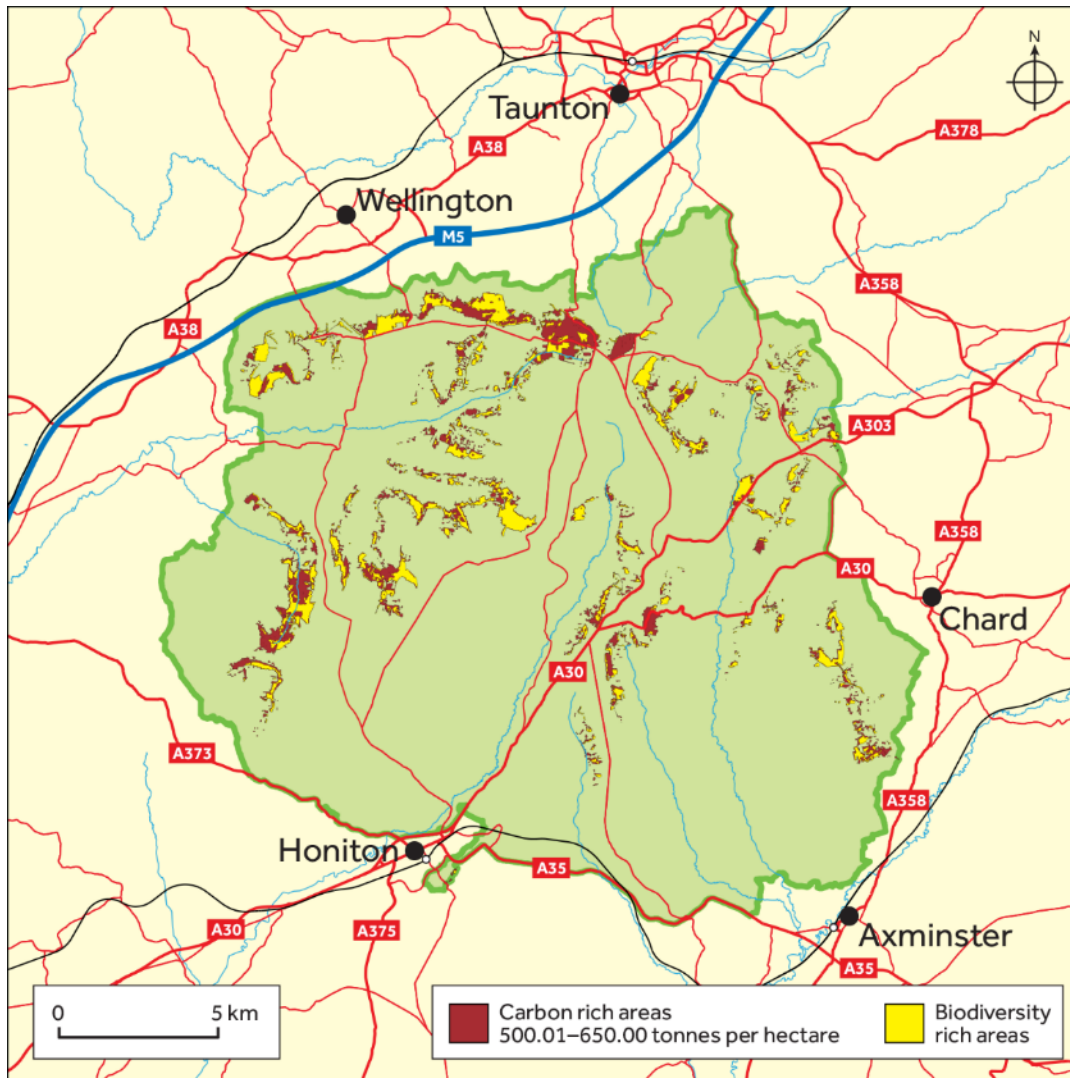 N
Taunton
A378
A38
Wellington
M5
A358
A38
A303
A358
A30
Chard
A30
A373
A358
Honiton
A35
A30
A375
Axminster
A35
0 5 km
Carbon rich areas
500.01–650.00 tonnes per hectare
Biodiversity
rich areas